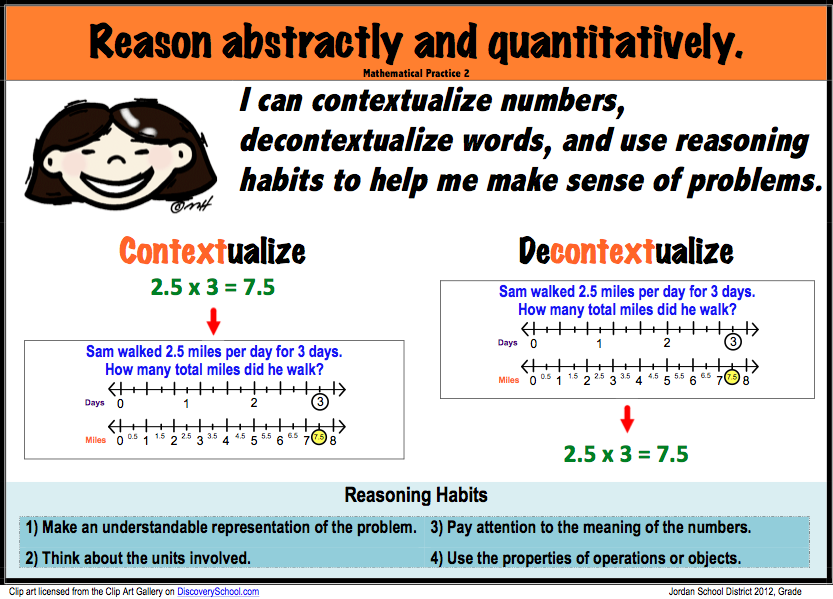 Reason abstractly and quantitatively.
Mathematical Practice 2
I can contextualize numbers,
decontextualize words, and use reasoning
habits to help me make sense of problems.
©MH
Contextualize
2.5 x 3 = 7.5
Sam walked 2.5 miles per day for 3 days.
How many total miles did he walk?
Days 0 1 2 3
Miles 0 0.5 1 1.5 2 2.5 3 3.5 4 4.5 5 5.5 6 6.5 7 7.5 8
Decontextualize
Sam walked 2.5 miles per day for 3 days.
How many total miles did he walk?
Days 0 1 2 3
Miles 0 0.5 1 1.5 2 2.5 3 3.5 4 4.5 5 5.5 6 6.5 7 7.5 8
2.5 x 3 = 7.5
Reasoning Habits
1) Make an understandable representation of the problem.
2) Think about the units involved.
3) Pay attention to the meaning of the numbers.
4) Use the properties of operations or objects.
Clip art licensed from the Clip Art Gallery on DiscoverySchool.com
Jordan School District 2012, Grade